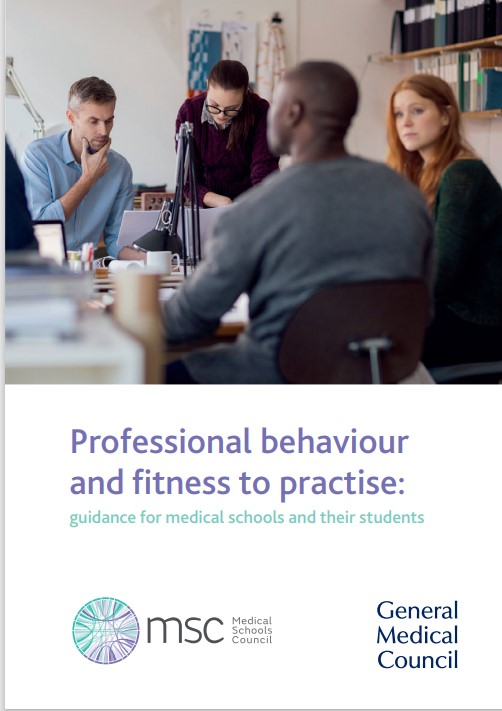 Professional behaviour
and fitness to practise:
guidance for medical schools and their students
msc
Medical
Schools
Council
General
Medical
Council